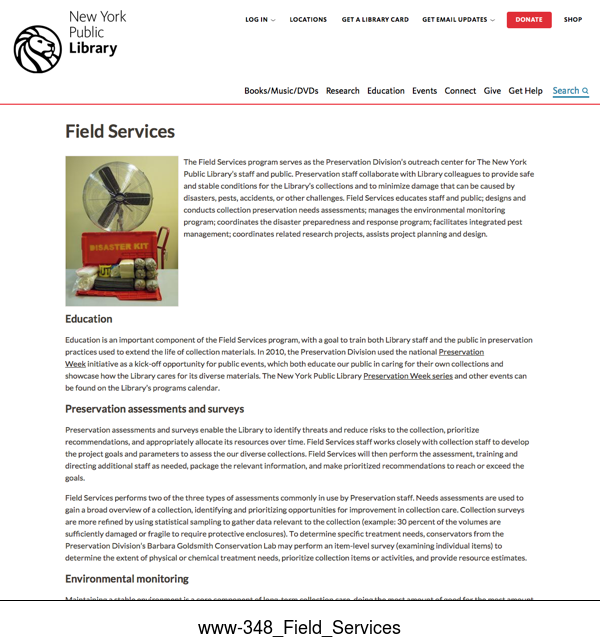 New York
Public
Library
LOG IN
LOCATIONS
GET A LIBRARY CARD
GET EMAIL UPDATES
DONATE
SHOP
Books/Music/DVDs
Research
Education
Events
Connect
Give
Get Help
Search
Field Services
DISASTER KIT
The Field Services program serves as the Preservation Division's outreach center for The New York
Public Library's staff and public. Preservation staff collaborate with Library colleagues to provide safe
and stable conditions for the Library's collections and to minimize damage that can be caused by
disasters, pests, accidents, or other challenges. Field Services educates staff and public; designs and
conducts collection preservation needs assessments; manages the environmental monitoring
program; coordinates the disaster preparedness and response program; facilitates integrated pest
management; coordinates related research projects, assists project planning and design.
Education
Education is an important component of the Field Services program, with a goal to train both Library staff and the public in preservation
practices used to extend the life of collection materials. In 2010, the Preservation Division used the national Preservation
Week initiative as a kick-off opportunity for public events, which both educate our public in caring for their own collections and
showcase how the Library cares for its diverse materials. The New York Public Library Preservation Week series and other events can
be found on the Library's programs calendar.
Preservation assessments and surveys
Preservation assessments and surveys enable the Library to identify threats and reduce risks to the collection, prioritize
recommendations, and appropriately allocate its resources over time. Field Services staff works closely with collection staff to develop
the project goals and parameters to assess the our diverse collections. Field Services will then perform the assessment, training and
directing additional staff as needed, package the relevant information, and make prioritized recommendations to reach or exceed the
goals.
Field Services performs two of the three types of assessments commonly in use by Preservation staff. Needs assessments are used to
gain a broad overview of a collection, identifying and prioritizing opportunities for improvement in collection care. Collection surveys
are more refined by using statistical sampling to gather data relevant to the collection (example: 30 percent of the volumes are
sufficiently damaged or fragile to require protective enclosures). To determine specific treatment needs, conservators from the
Preservation Division's Barbara Goldsmith Conservation Lab may perform an item-level survey (examining individual items) to
determine the extent of physical or chemical treatment needs, prioritize collection items or activities, and provide resource estimates.
Environmental monitoring
Maintaining a stable environment is a core component of long-term collection care, doing the most amount of good for the most amount
www-348_Field_Services